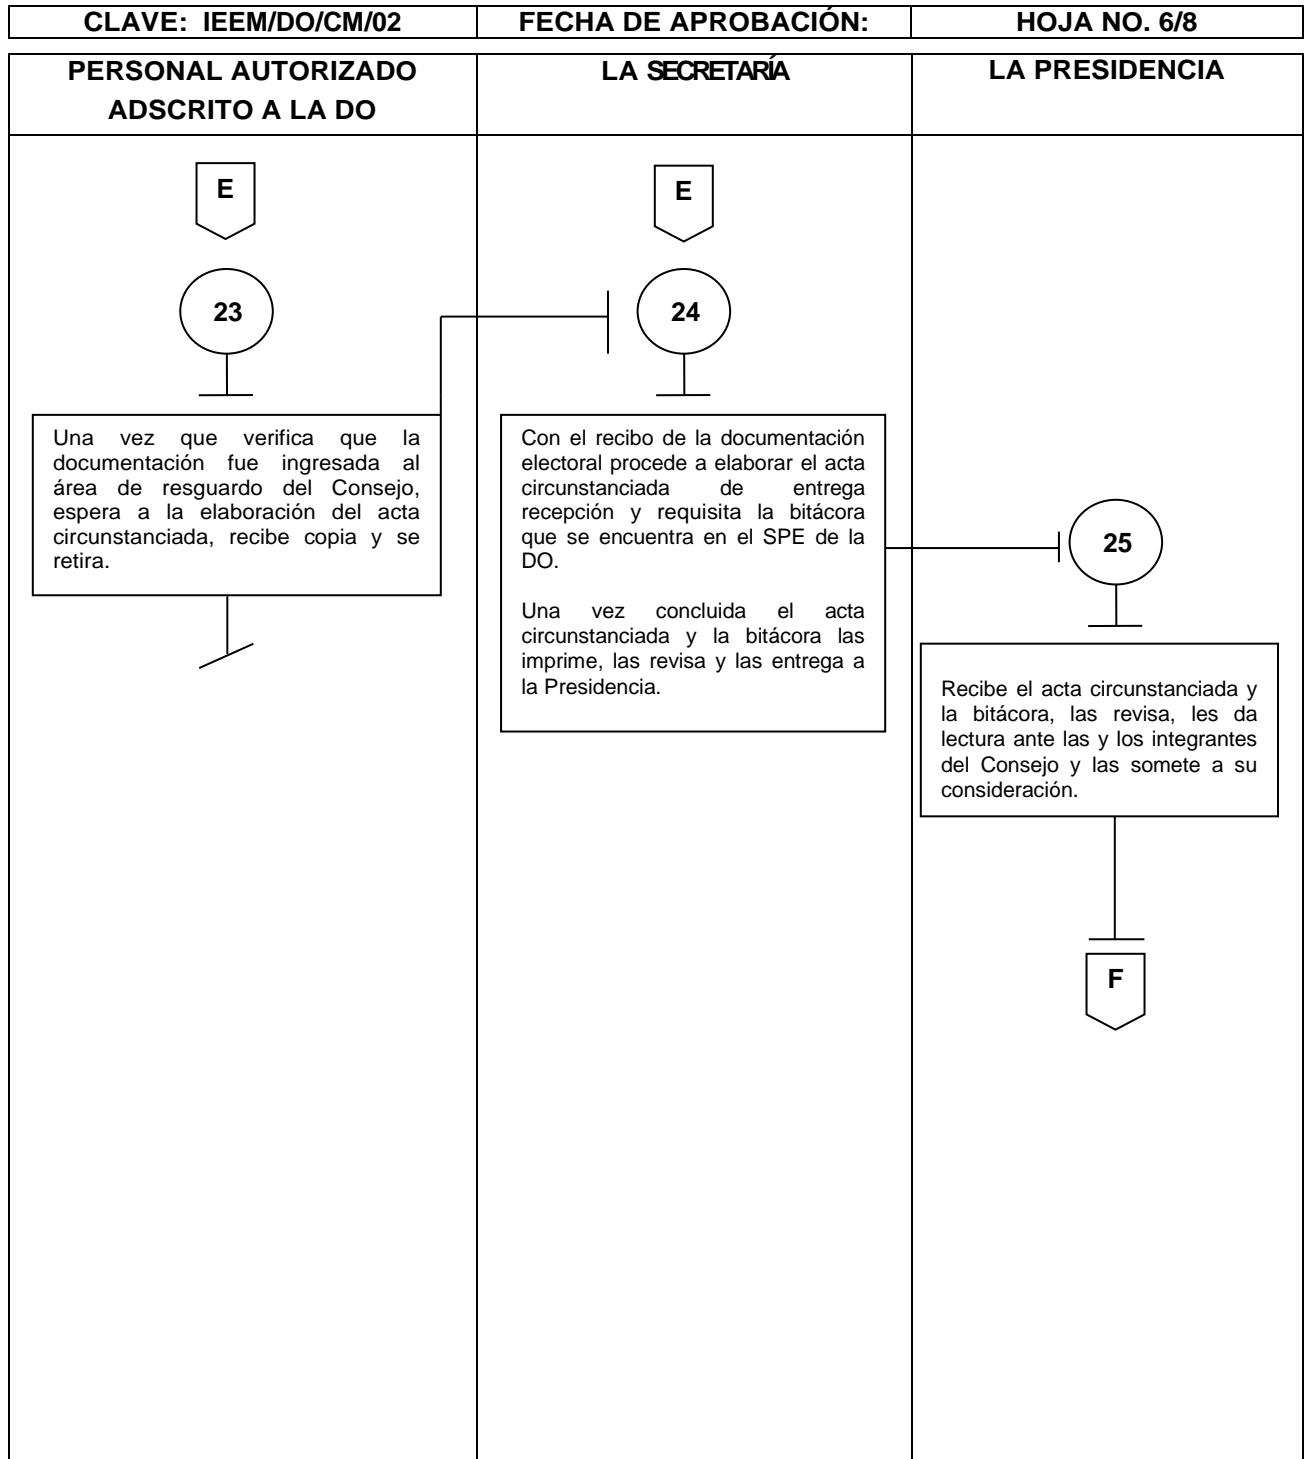 CLAVE: IEEM/DO/CM/02
FECHA DE APROBACIÓN:
HOJA NO. 6/8
PERSONAL AUTORIZADO
ADSCRITO A LA DO
LA SECRETARÍA
LA PRESIDENCIA
E
23
Una vez que verifica que la
documentación fue ingresada al
área de resguardo del Consejo,
espera a la elaboración del acta
circunstanciada, recibe copia y se
retira.
E
24
Con el recibo de la documentación
electoral procede a elaborar el acta
circunstanciada de entrega
recepción y requisita la bitácora
que se encuentra en el SPE de la
DO.
Una vez concluida el acta
circunstanciada y la bitácora las
imprime, las revisa y las entrega a
la Presidencia.
25
Recibe el acta circunstanciada y
la bitácora, las revisa, les da
lectura ante las y los integrantes
del Consejo y las somete a su
consideración.
F